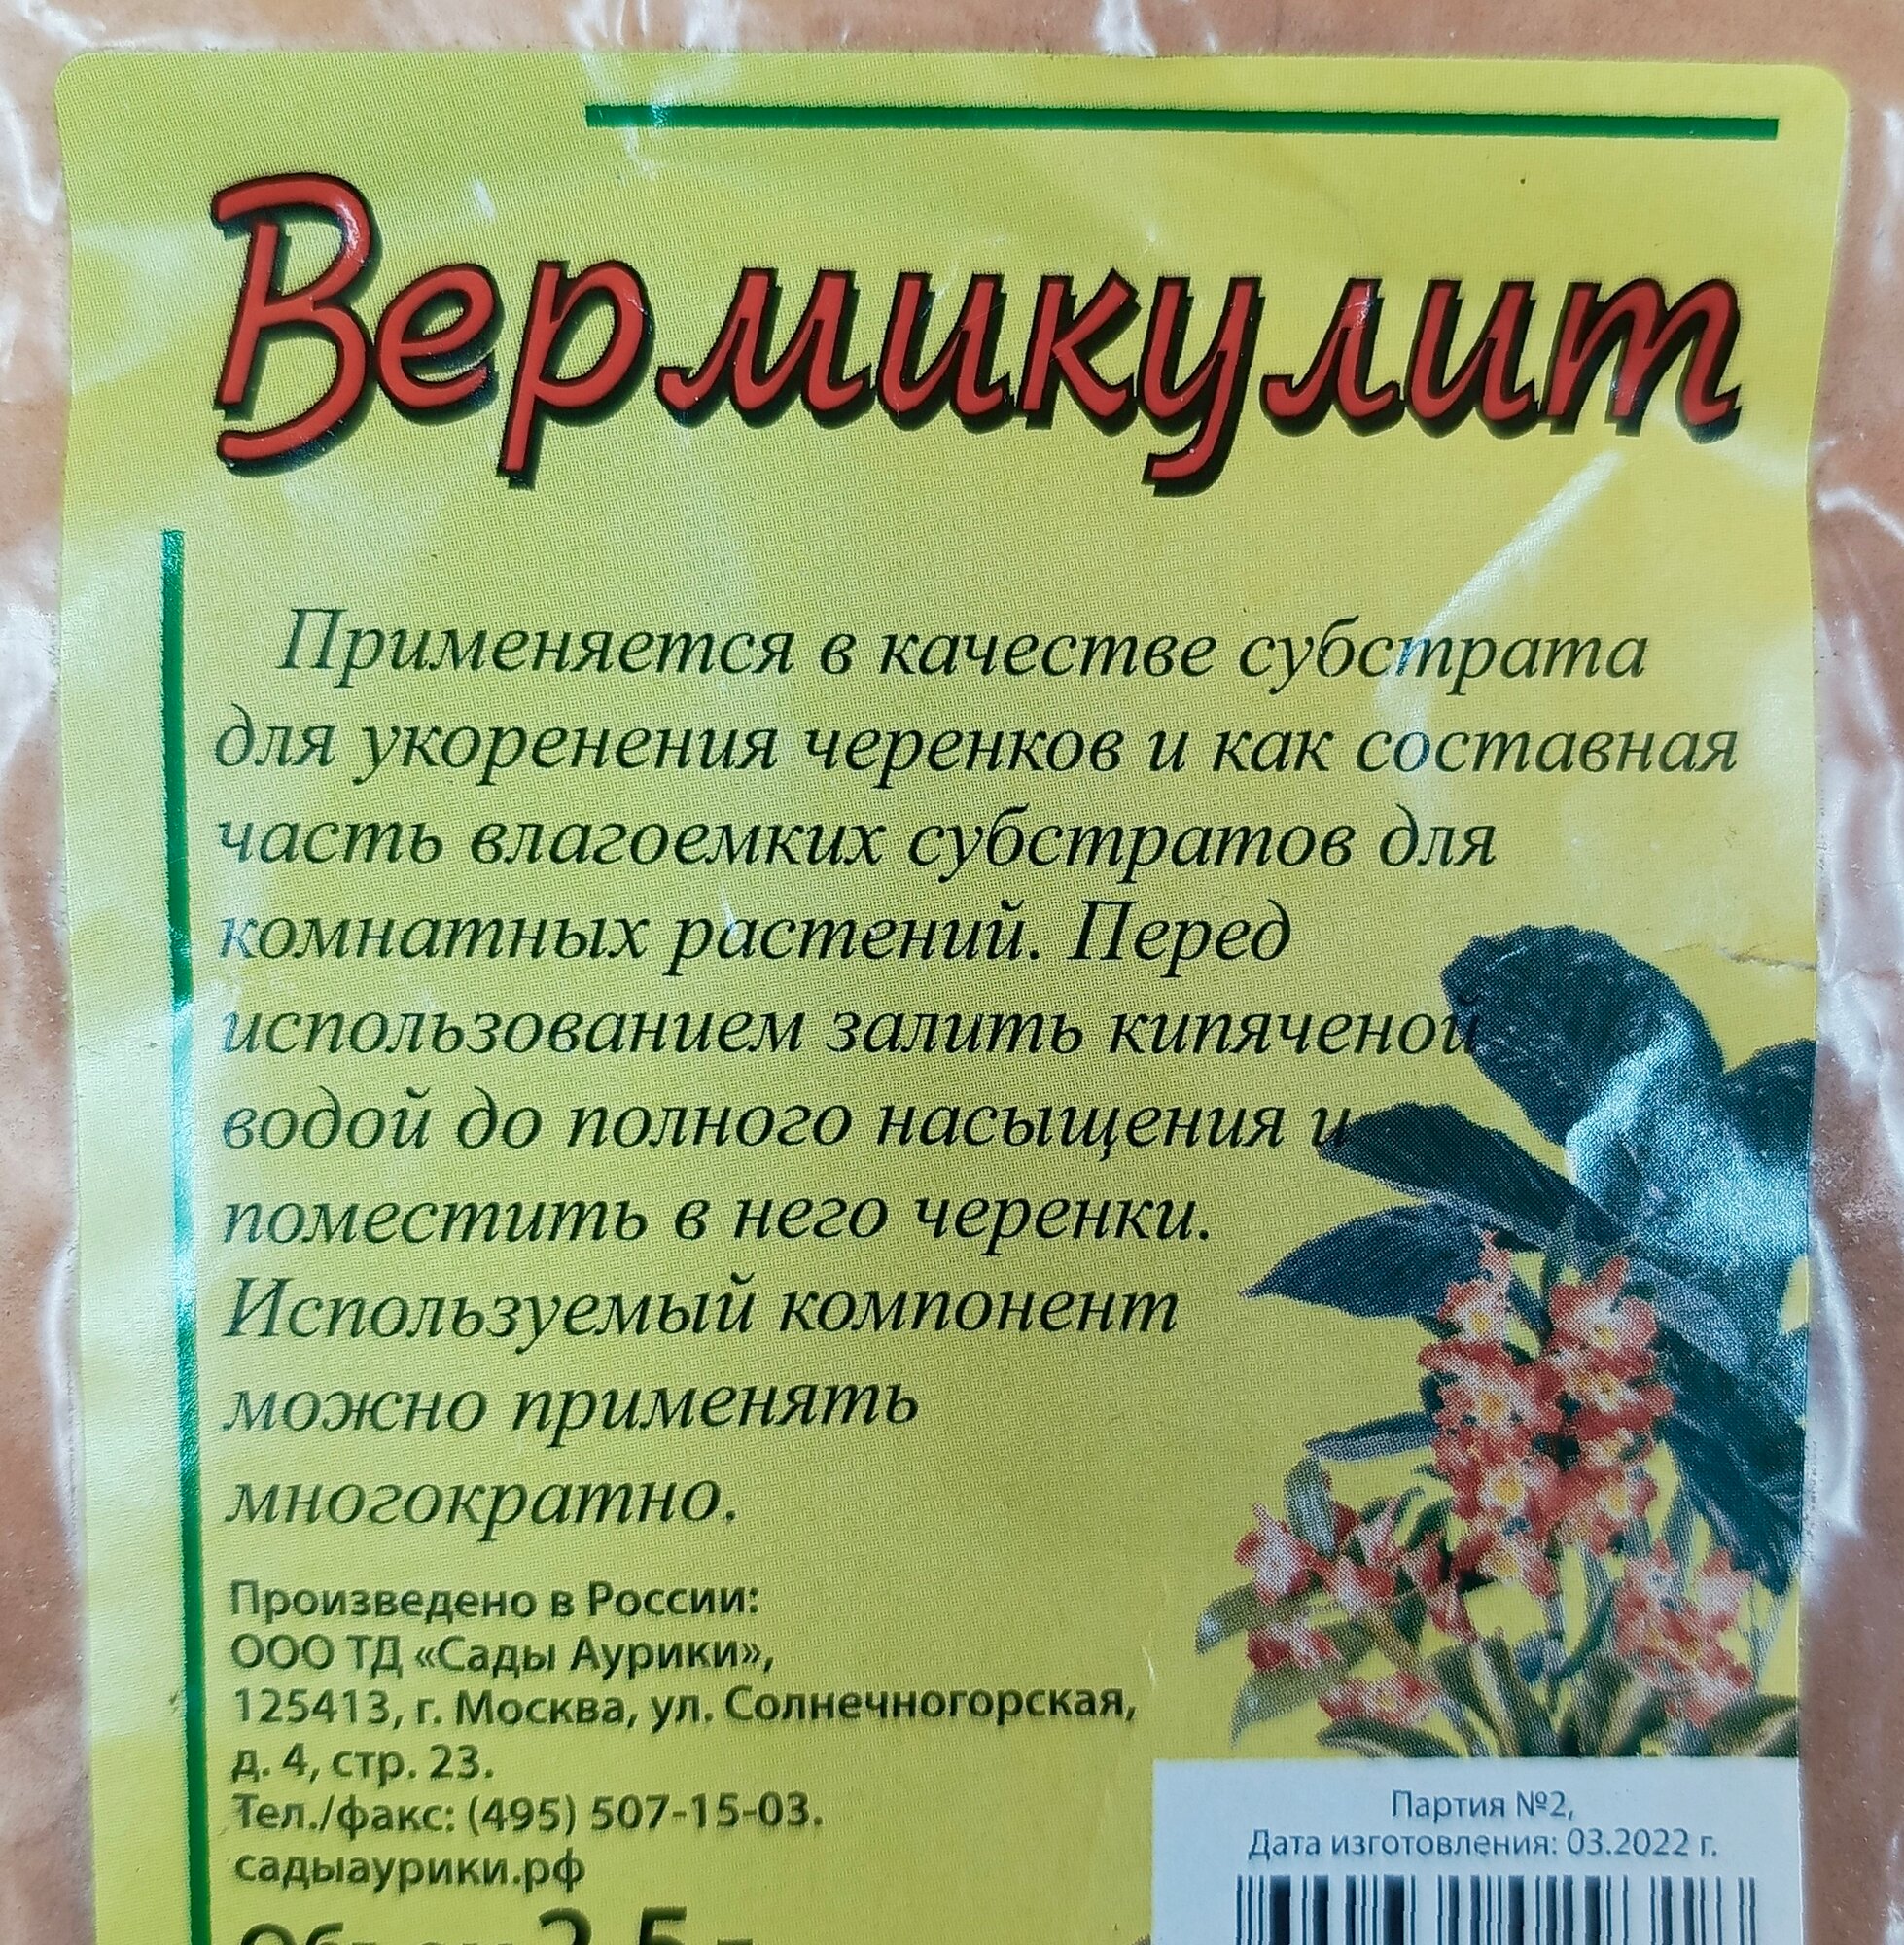 Вермикулит
Применяется в качестве субстрата
для укоренения черенков и как составная
часть влагоемких субстратов для
комнатных растений. Перед
использованием залить кипяченой
водой до полного насыщения и
поместить в него черенки.
Используемый компонент
можно применять
многократно.
Произведено в России:
ООО ТД «Сады Аурики»,
125413, г. Москва, ул. Солнечногорская,
д. 4, стр. 23.
Тел./факс: (495) 507-15-03.
садыаурики.рф
Партия №2,
Дата изготовления: 03.2022 г.